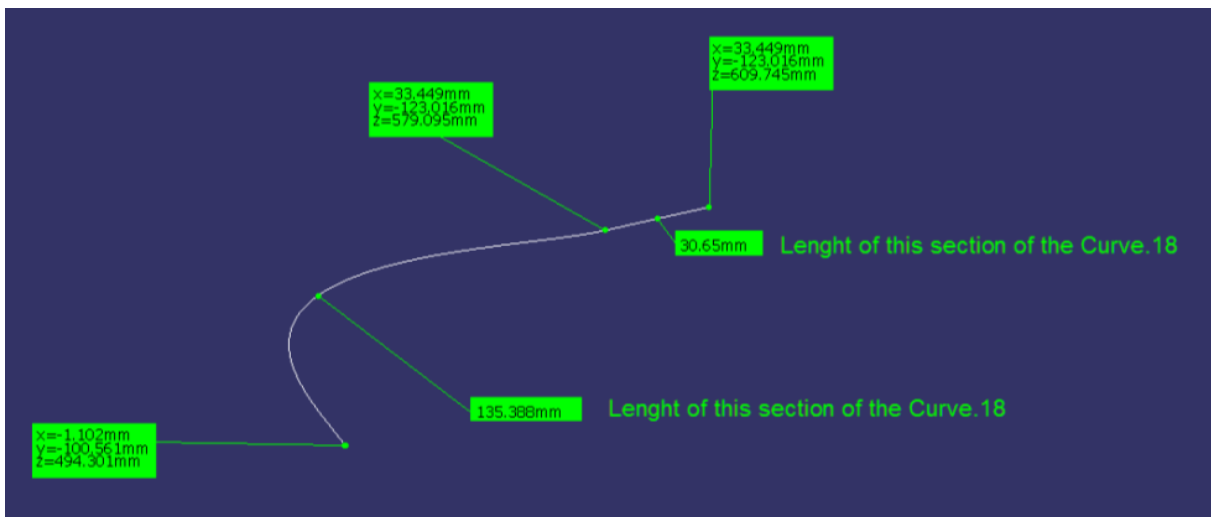 x=33.449mm
y=-123.016mm
z=609.745mm
x=33.449mm
y=-123.016mm
z=579.095mm
30.65mm
Lenght of this section of the Curve.18
135.388mm
Lenght of this section of the Curve.18
x=-1.102mm
y=-100.561mm
z=494.301mm